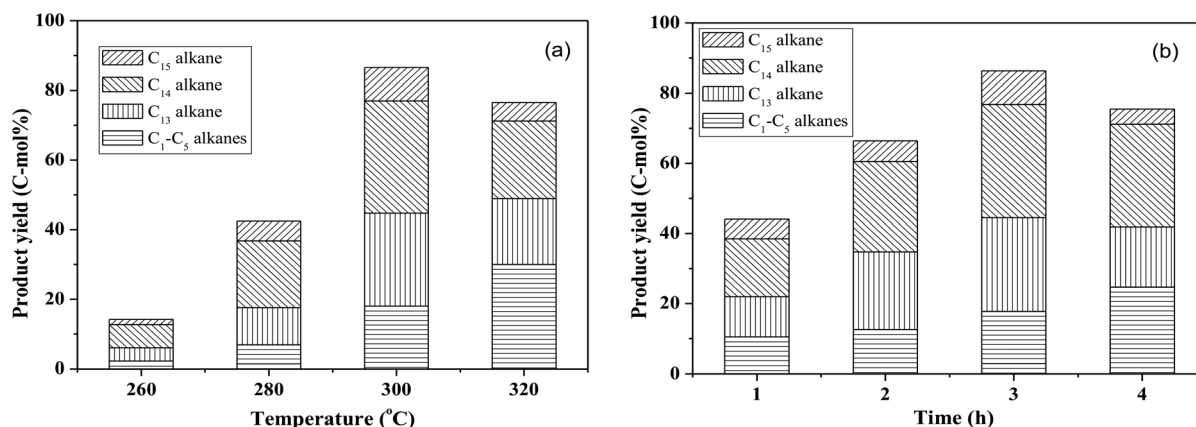 (a)
C15 alkane
C14 alkane
C13 alkane
C1-C5 alkanes
Product yield (C-mol%)
100
80
60
40
20
0
260 280 300 320
Temperature (°C)
(b)
C15 alkane
C14 alkane
C13 alkane
C1-C5 alkanes
Product yield (C-mol%)
100
80
60
40
20
0
1 2 3 4
Time (h)